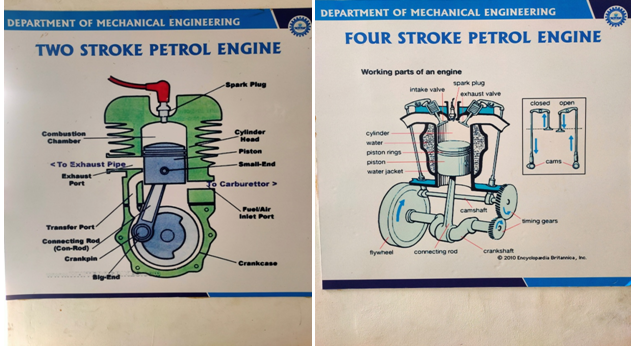 DEPARTMENT OF MECHANICAL ENGINEERING
TWO STROKE PETROL ENGINE
Spark Plug
Combustion
Chamber
Cylinder
Head
Piston
< To Exhaust Pipe
Small-End
Exhaust
Port
To Carburettor >
Fuel/Air
Inlet Port
Transfer Port
Connecting Rod
(Con-Rod)
Crankpin
Crankcase
Big-End
DEPARTMENT OF MECHANICAL ENGINEERING
FOUR STROKE PETROL ENGINE
Working parts of an engine
spark plug
intake valve
exhaust valve
closed open
cylinder
water
piston rings
piston
water jacket
cams
camshaft
timing gears
flywheel
connecting rod
crankshaft
© 2010 Encyclopædia Britannica, Inc.